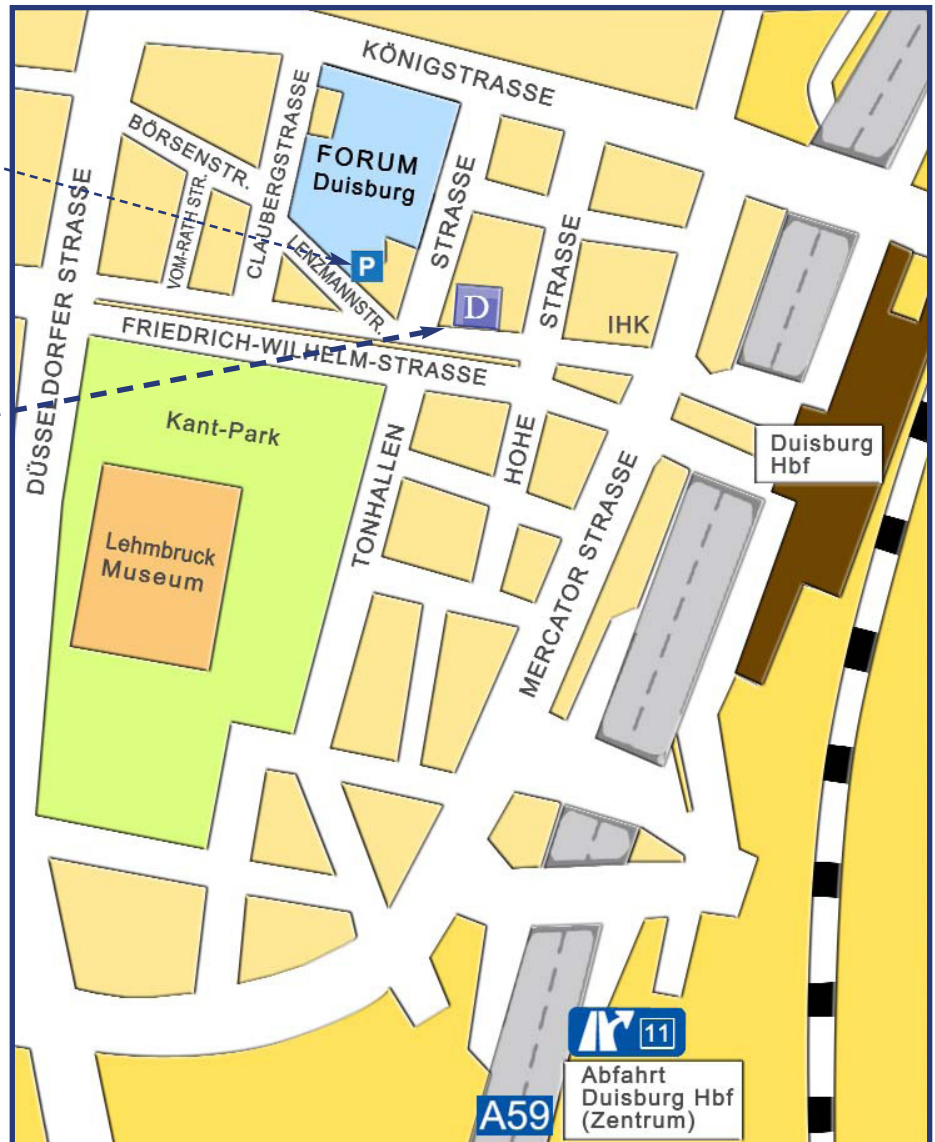 KÖNIGSTRASSE
BÖRSENSTR.
CLAUBERGSTRASSE
FORUM
Duisburg
VOM-RATH STR.
LENZMANNSTR.
P
STRASSE
STRASSE
D
IHK
DÜSSELDORFER STRASSE
FRIEDRICH-WILHELM-STRASSE
Kant-Park
TONHALLEN
HOHE
Duisburg
Hbf
Lehmbruck
Museum
MERCATOR STRASSE
11
Abfahrt
Duisburg Hbf
(Zentrum)
A59